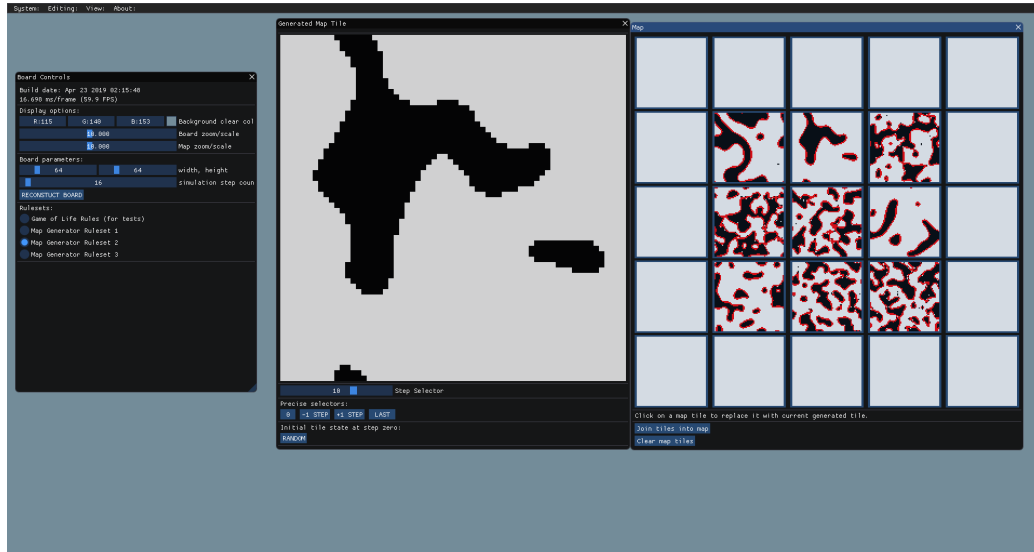 System: Editing: View: About:
Board Controls
Build date: Apr 23 2019 02:15:48
16.698 ms/frame (59.9 FPS)
Display options:
R:115 G:140 B:153 Background clear col
10.000 Board zoom/scale
10.000 Map zoom/scale
Board parameters:
64 64 width, height
16 simulation step coun
RECONSTUCT BOARD
Rulesets:
Game of Life Rules (for tests)
Map Generator Ruleset 1
Map Generator Ruleset 2
Map Generator Ruleset 3
Generated Map Tile
10 Step Selector
Precise selectors:
0 -1 STEP +1 STEP LAST
Initial tile state at step zero:
RANDOM
Map
Click on a map tile to replace it with current generated tile.
Join tiles into map
Clear map tiles